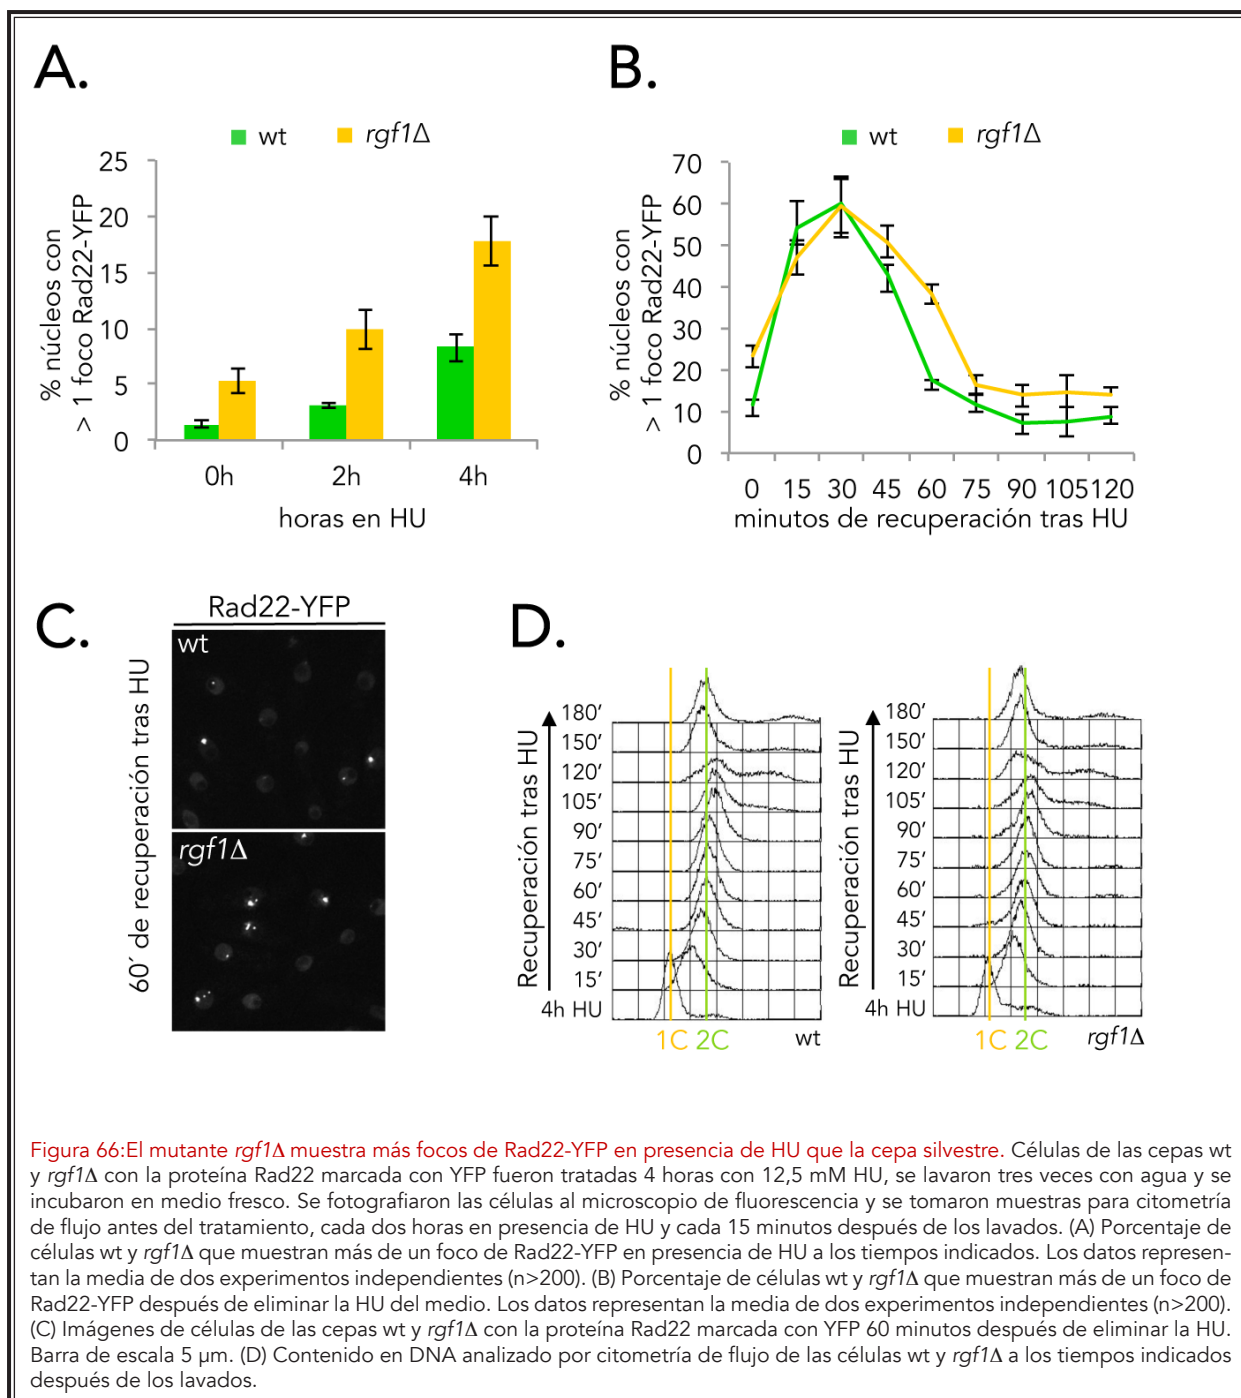 A.
wt
rgf1Δ
% núcleos con
> 1 foco Rad22-YFP
25
20
15
10
5
0
0h 2h 4h
horas en HU
B.
wt
rgf1Δ
% núcleos con
> 1 foco Rad22-YFP
70
60
50
40
30
20
10
0
0 15 30 45 60 75 90 105 120
minutos de recuperación tras HU
C.
Rad22-YFP
60´ de recuperación tras HU
wt
rgf1Δ
D.
Recuperación tras HU
180'
150'
120'
105'
90'
75'
60'
45'
30'
15'
4h HU
1C 2C
wt
Recuperación tras HU
180'
150'
120'
105'
90'
75'
60'
45'
30'
15'
4h HU
1C 2C
rgf1Δ
Figura 66:El mutante rgf1Δ muestra más focos de Rad22-YFP en presencia de HU que la cepa silvestre. Células de las cepas wt
y rgf1Δ con la proteína Rad22 marcada con YFP fueron tratadas 4 horas con 12,5 mM HU, se lavaron tres veces con agua y se
incubaron en medio fresco. Se fotografiaron las células al microscopio de fluorescencia y se tomaron muestras para citometría
de flujo antes del tratamiento, cada dos horas en presencia de HU y cada 15 minutos después de los lavados. (A) Porcentaje de
células wt y rgf1Δ que muestran más de un foco de Rad22-YFP en presencia de HU a los tiempos indicados. Los datos represen-
tan la media de dos experimentos independientes (n>200). (B) Porcentaje de células wt y rgf1Δ que muestran más de un foco de
Rad22-YFP después de eliminar la HU del medio. Los datos representan la media de dos experimentos independientes (n>200).
(C) Imágenes de células de las cepas wt y rgf1Δ con la proteína Rad22 marcada con YFP 60 minutos después de eliminar la HU.
Barra de escala 5 µm. (D) Contenido en DNA analizado por citometría de flujo de las células wt y rgf1Δ a los tiempos indicados
después de los lavados.